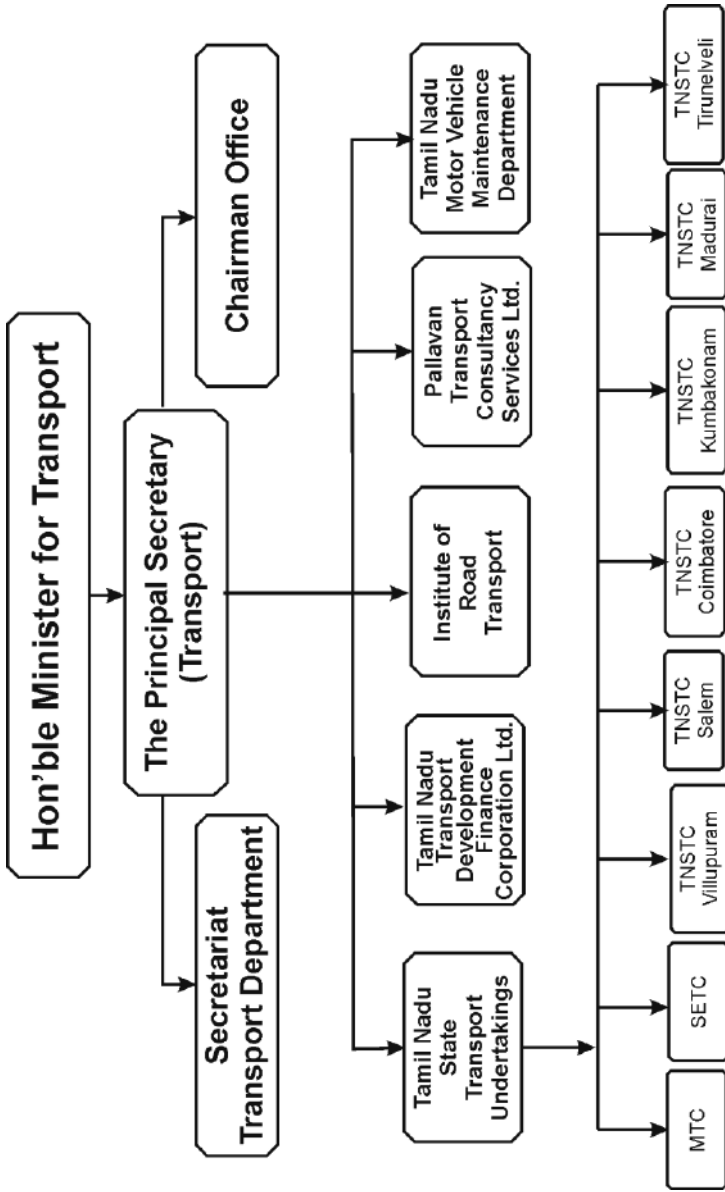 Hon'ble Minister for Transport
The Principal Secretary
(Transport)
Secretariat
Transport Department
Chairman Office
Tamil Nadu
State
Transport
Undertakings
Tamil Nadu
Transport
Development
Finance
Corporation Ltd.
Institute of
Road
Transport
Pallavan
Transport
Consultancy
Services Ltd.
Tamil Nadu
Motor Vehicle
Maintenance
Department
MTC
SETC
TNSTC
Villupuram
TNSTC
Salem
TNSTC
Coimbatore
TNSTC
Kumbakonam
TNSTC
Madurai
TNSTC
Tirunelveli